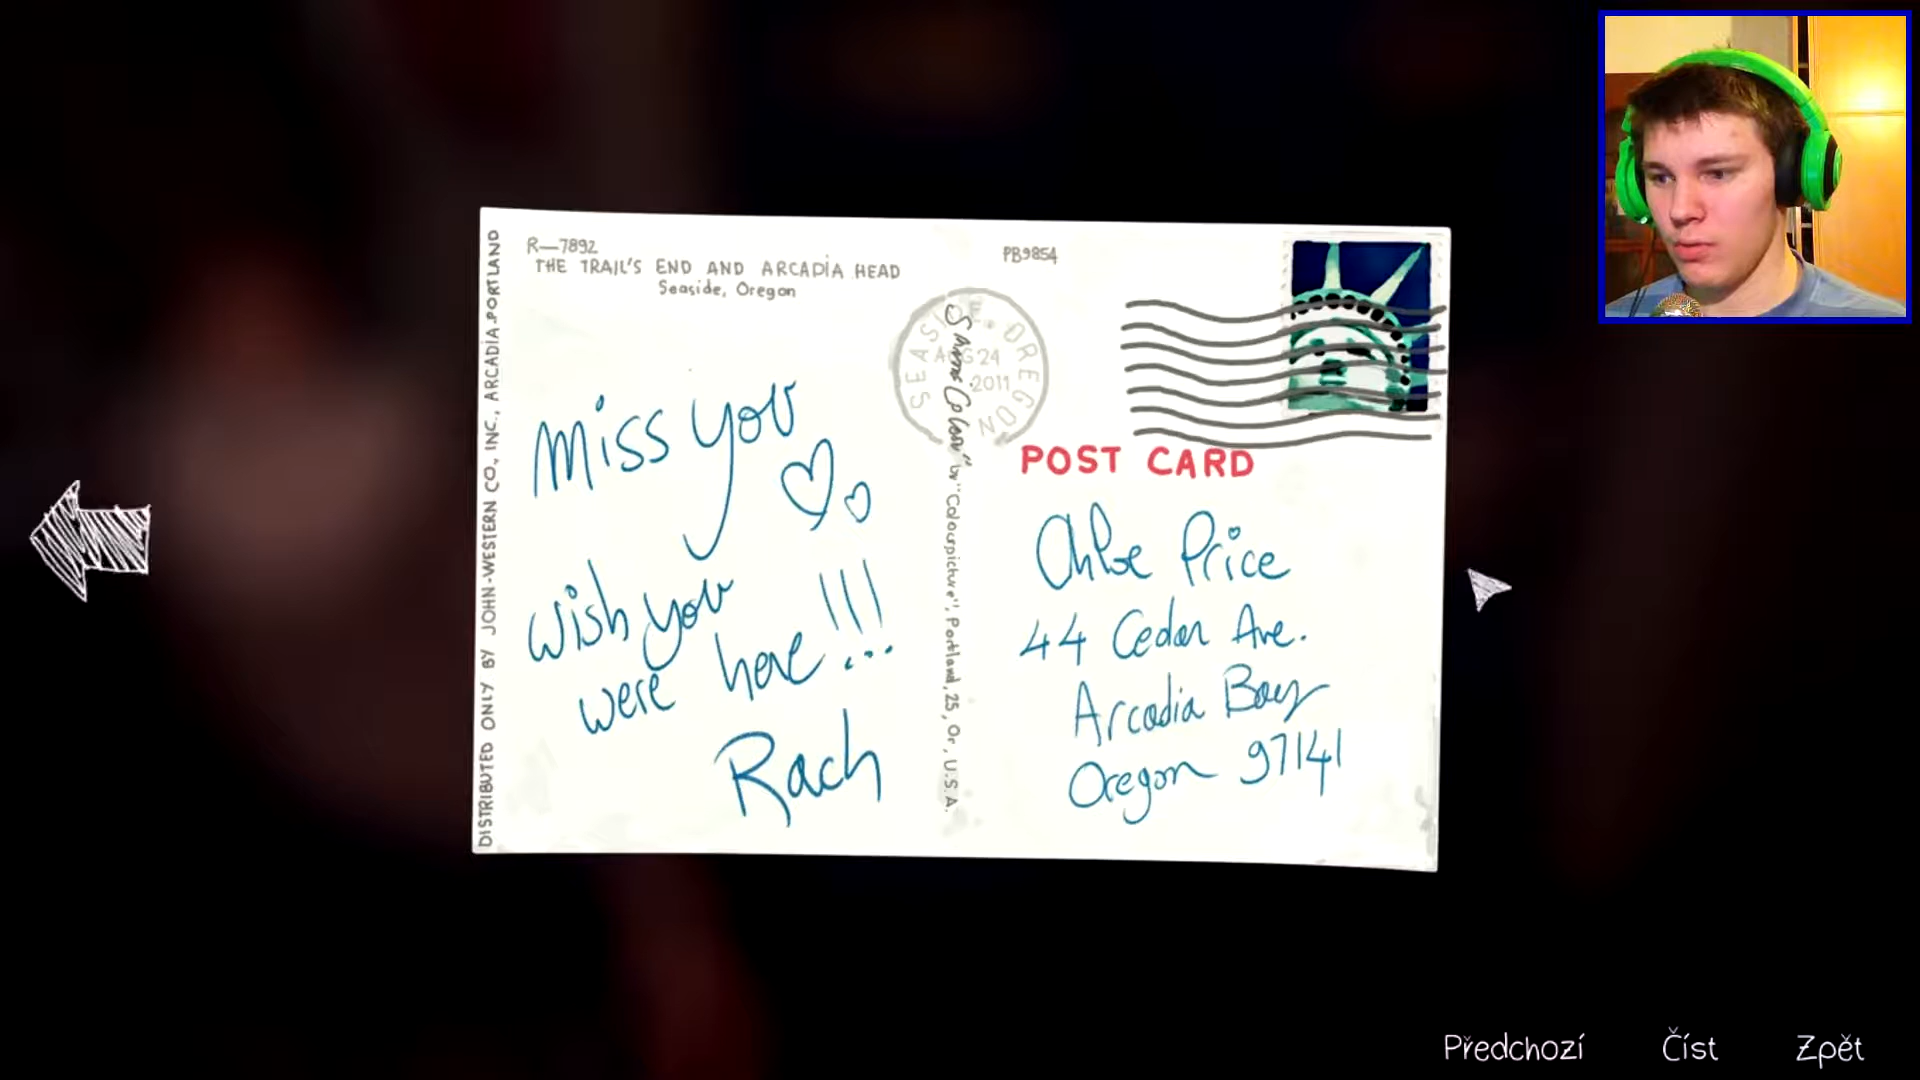 DISTRIBUTED ONLY BY JOHN-WESTERN CO., INC., ARCADIA-PORTLAND
R—7892
THE TRAIL'S END AND ARCADIA HEAD
Seaside, Oregon
miss you
wish you
were here!!!
Rach
SEASIDE. OREGON
AUG 24
2011
"by "Colourpicture", Portland, 25, Or, U.S.A.
PB9854
POST CARD
Chloe Price
44 Cedar Ave.
Arcadia Bay
Oregon 97141
Předchozí
Číst
Zpět